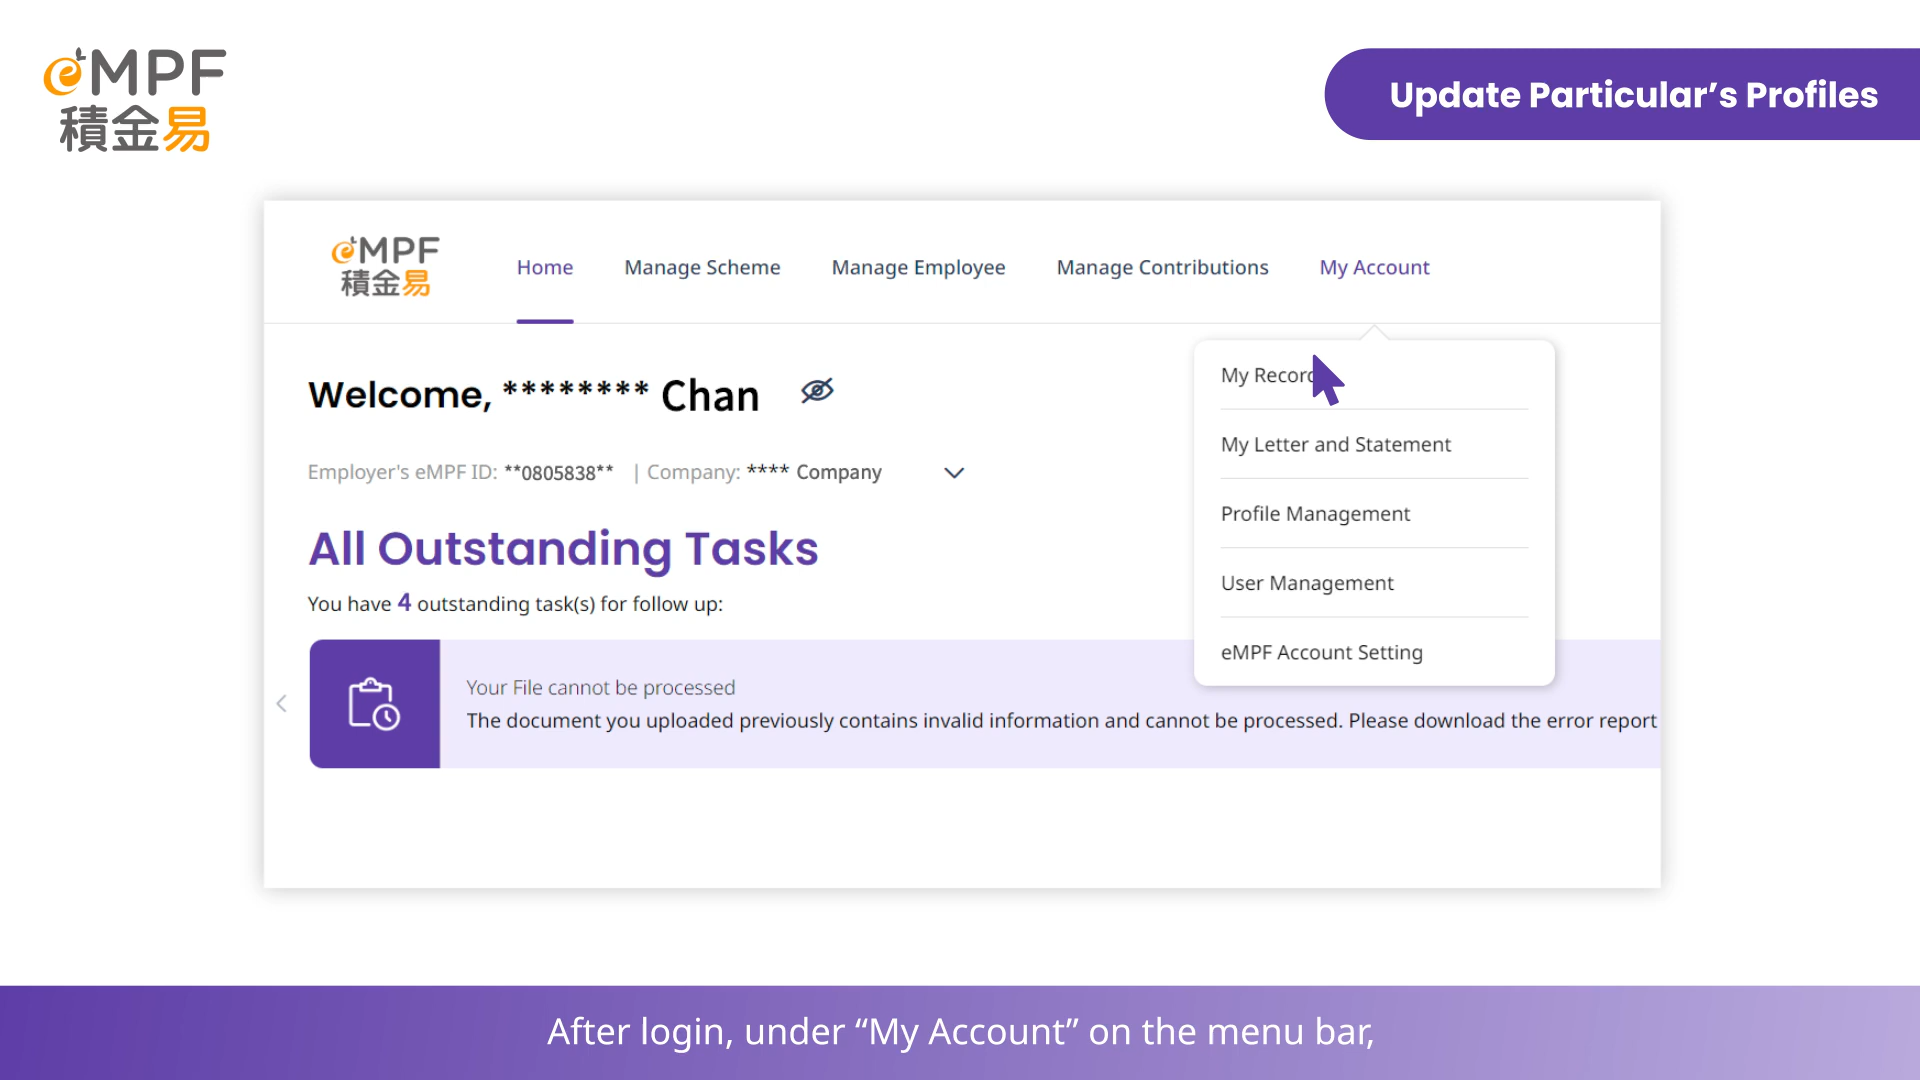 eMPF
積金易
Update Particular’s Profiles
eMPF
積金易
Home
Manage Scheme
Manage Employee
Manage Contributions
My Account
My Record
My Letter and Statement
Profile Management
User Management
eMPF Account Setting
Welcome, ******** Chan
Employer's eMPF ID: **0805838** | Company: **** Company
All Outstanding Tasks
You have 4 outstanding task(s) for follow up:
Your File cannot be processed
The document you uploaded previously contains invalid information and cannot be processed. Please download the error report
After login, under “My Account” on the menu bar,